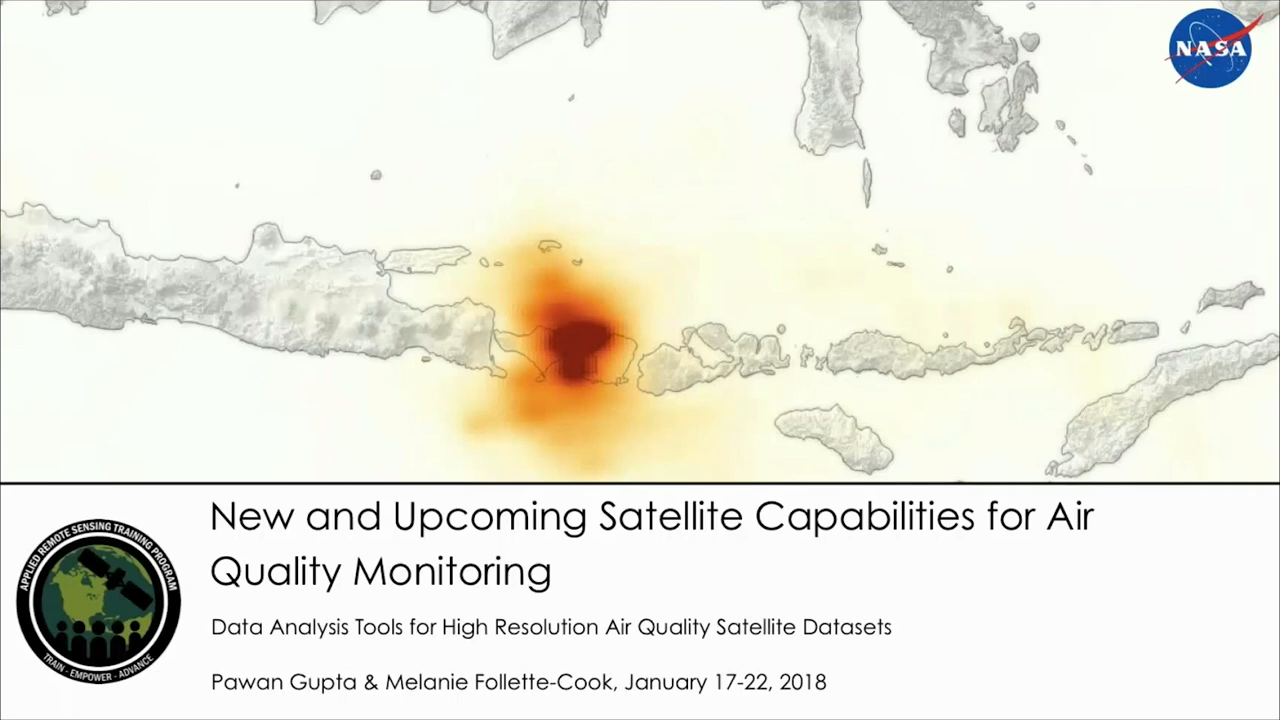 NASA
New and Upcoming Satellite Capabilities for Air
Quality Monitoring
APPLIED REMOTE SENSING TRAINING PROGRAM
TRAIN - EMPOWER - ADVANCE
Data Analysis Tools for High Resolution Air Quality Satellite Datasets
Pawan Gupta & Melanie Follette-Cook, January 17-22, 2018